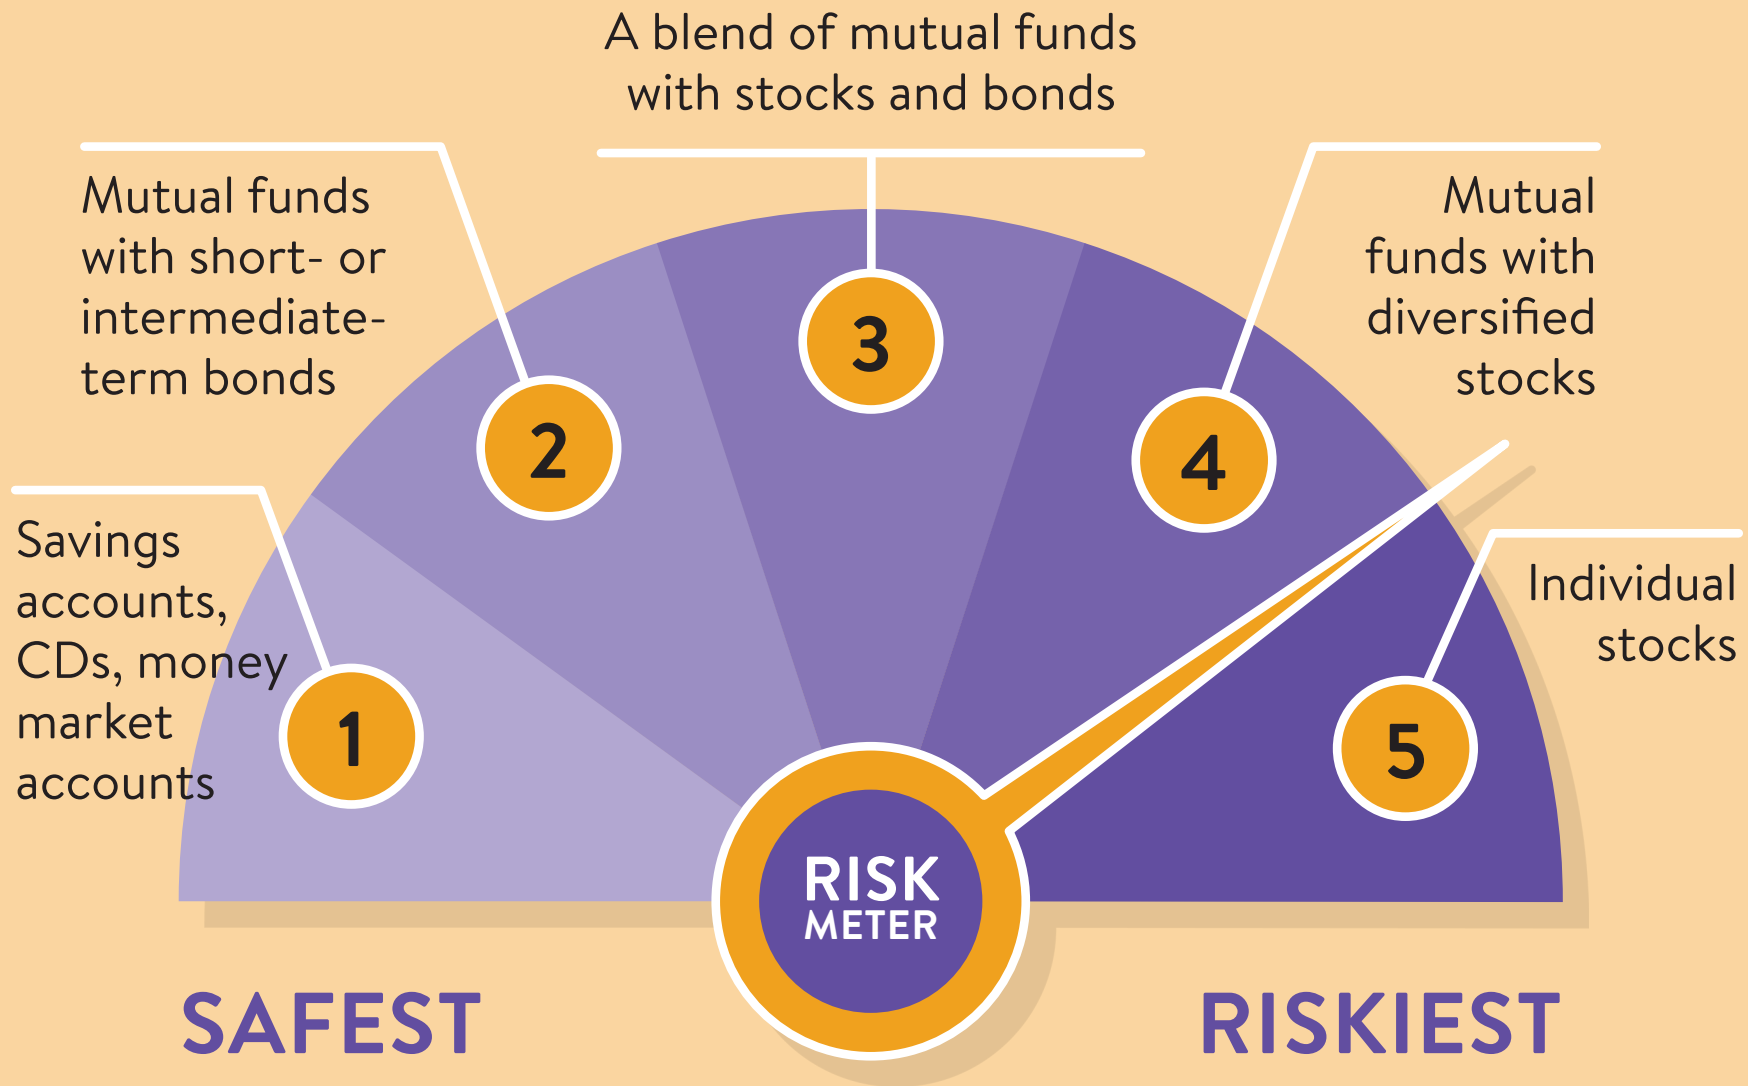 A blend of mutual funds
with stocks and bonds
Mutual funds
with short- or
intermediate-
term bonds
Mutual
funds with
diversified
stocks
Savings
accounts,
CDs, money
market
accounts
Individual
stocks
1
2
3
4
5
RISK
METER
SAFEST
RISKIEST